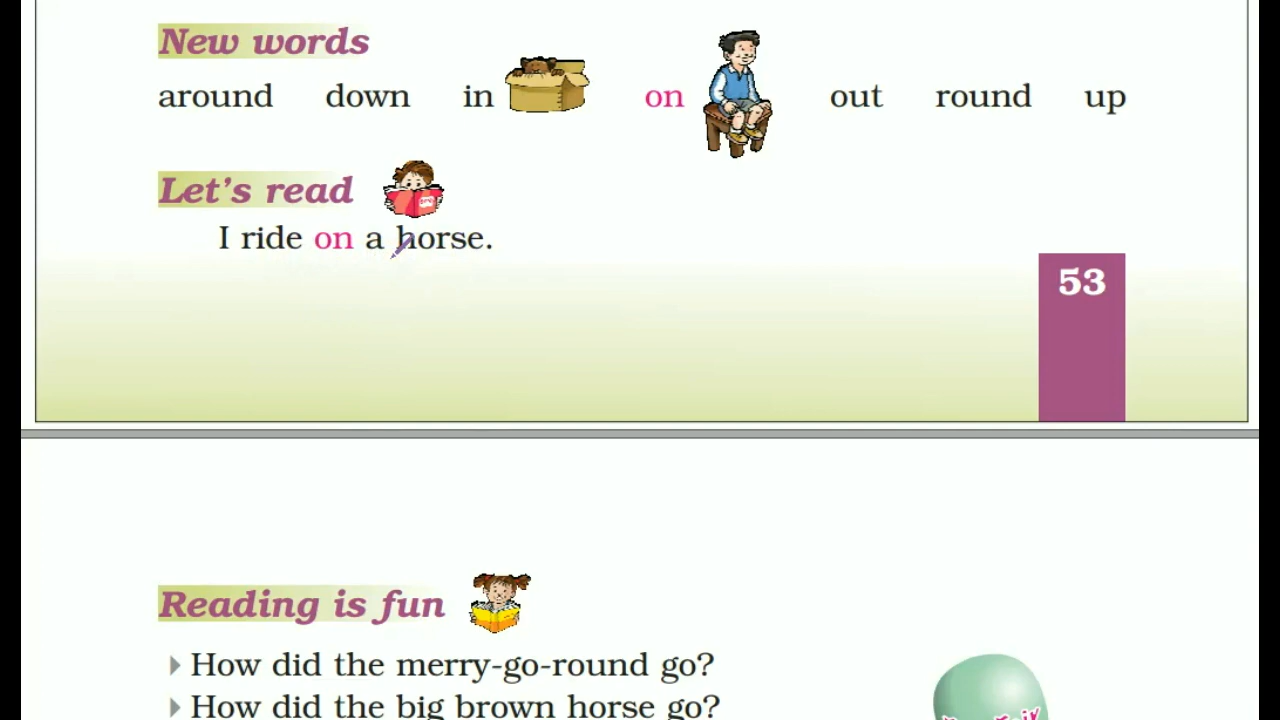 New words
around down in on out round up
Let's read
I ride on a horse.
53
Reading is fun
How did the merry-go-round go?
How did the big brown horse go?